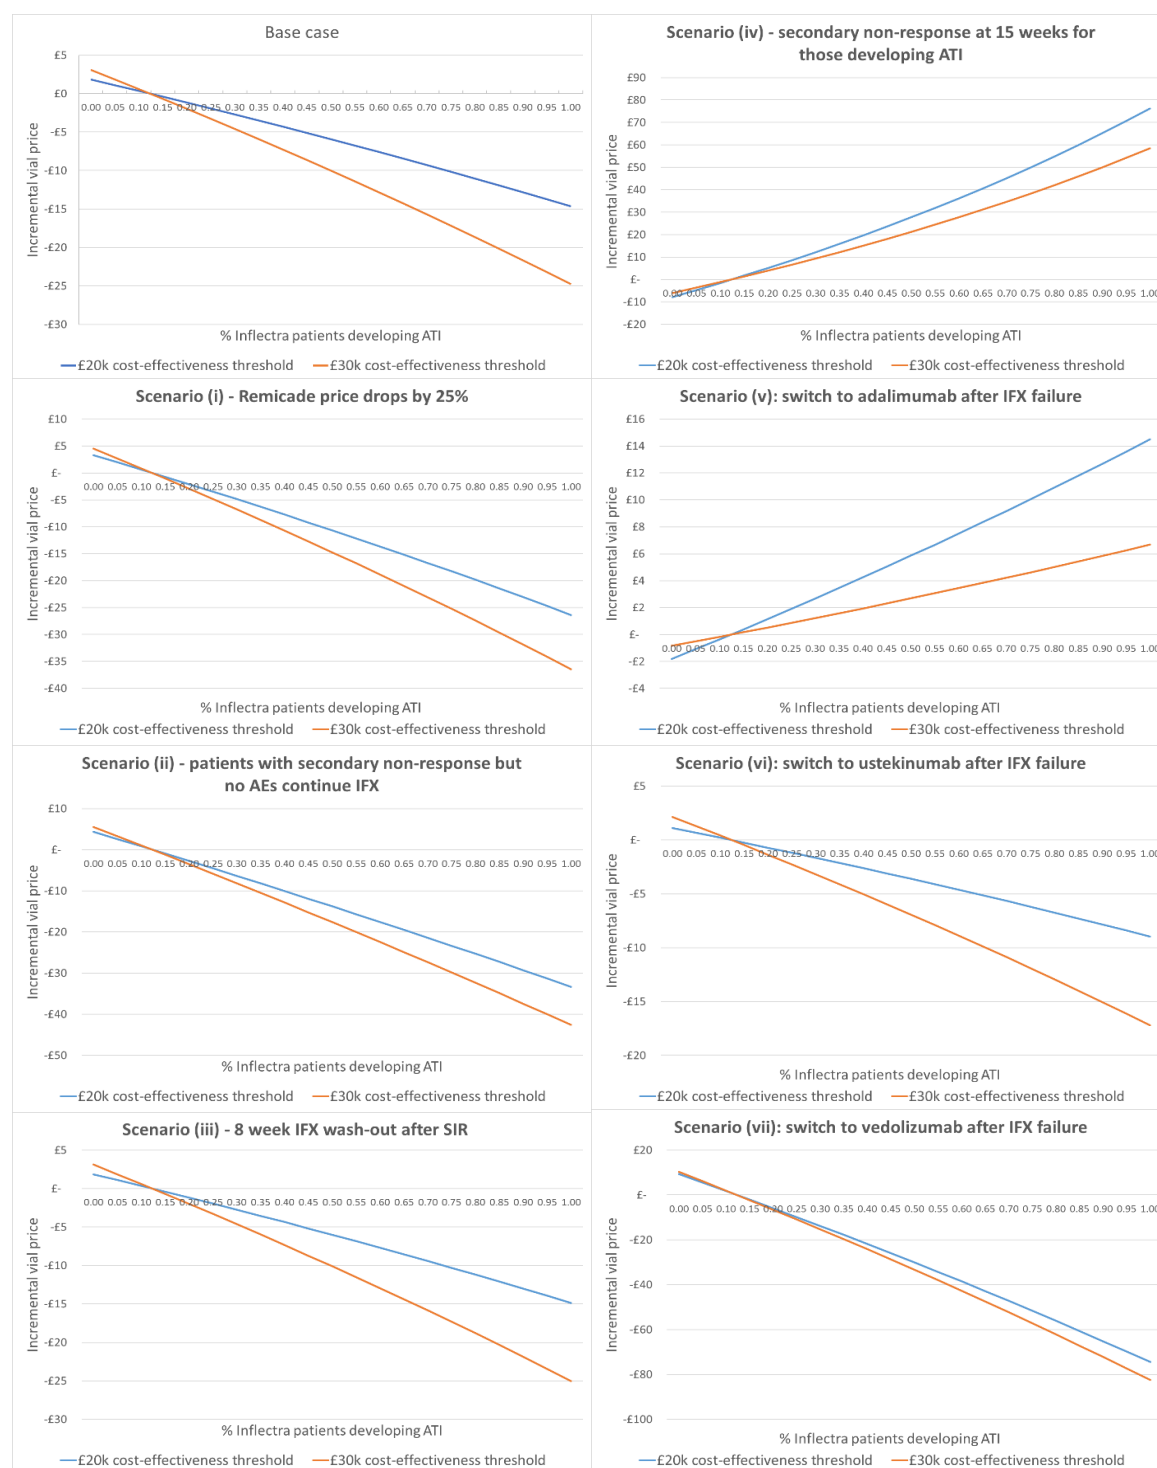 Base case
£5
£0
-£5
-£10
-£15
-£20
-£25
-£30
0.00 0.05 0.10 0.15 0.20 0.25 0.30 0.35 0.40 0.45 0.50 0.55 0.60 0.65 0.70 0.75 0.80 0.85 0.90 0.95 1.00
Incremental vial price
% Inflectra patients developing ATI
£20k cost-effectiveness threshold £30k cost-effectiveness threshold
Scenario (iv) - secondary non-response at 15 weeks for
those developing ATI
£90
£80
£70
£60
£50
£40
£30
£20
£10
£-
-£10
-£20
0.00 0.05 0.10 0.15 0.20 0.25 0.30 0.35 0.40 0.45 0.50 0.55 0.60 0.65 0.70 0.75 0.80 0.85 0.90 0.95 1.00
Incremental vial price
% Inflectra patients developing ATI
£20k cost-effectiveness threshold £30k cost-effectiveness threshold
Scenario (i) - Remicade price drops by 25%
£10
£5
£-
-£5
-£10
-£15
-£20
-£25
-£30
-£35
-£40
0.00 0.05 0.10 0.15 0.20 0.25 0.30 0.35 0.40 0.45 0.50 0.55 0.60 0.65 0.70 0.75 0.80 0.85 0.90 0.95 1.00
Incremental vial price
% Inflectra patients developing ATI
£20k cost-effectiveness threshold £30k cost-effectiveness threshold
Scenario (v): switch to adalimumab after IFX failure
£16
£14
£12
£10
£8
£6
£4
£2
£-
-£2
-£4
0.00 0.05 0.10 0.15 0.20 0.25 0.30 0.35 0.40 0.45 0.50 0.55 0.60 0.65 0.70 0.75 0.80 0.85 0.90 0.95 1.00
Incremental vial price
% Inflectra patients developing ATI
£20k cost-effectiveness threshold £30k cost-effectiveness threshold
Scenario (ii) - patients with secondary non-response but
no AEs continue IFX
£10
£-
-£10
-£20
-£30
-£40
-£50
0.00 0.05 0.10 0.15 0.20 0.25 0.30 0.35 0.40 0.45 0.50 0.55 0.60 0.65 0.70 0.75 0.80 0.85 0.90 0.95 1.00
Incremental vial price
% Inflectra patients developing ATI
£20k cost-effectiveness threshold £30k cost-effectiveness threshold
Scenario (vi): switch to ustekinumab after IFX failure
£5
£-
-£5
-£10
-£15
-£20
0.00 0.05 0.10 0.15 0.20 0.25 0.30 0.35 0.40 0.45 0.50 0.55 0.60 0.65 0.70 0.75 0.80 0.85 0.90 0.95 1.00
Incremental vial price
% Inflectra patients developing ATI
£20k cost-effectiveness threshold £30k cost-effectiveness threshold
Scenario (iii) - 8 week IFX wash-out after SIR
£5
£-
-£5
-£10
-£15
-£20
-£25
-£30
0.00 0.05 0.10 0.15 0.20 0.25 0.30 0.35 0.40 0.45 0.50 0.55 0.60 0.65 0.70 0.75 0.80 0.85 0.90 0.95 1.00
Incremental vial price
% Inflectra patients developing ATI
£20k cost-effectiveness threshold £30k cost-effectiveness threshold
Scenario (vii): switch to vedolizumab after IFX failure
£20
£-
-£20
-£40
-£60
-£80
-£100
0.00 0.05 0.10 0.15 0.20 0.25 0.30 0.35 0.40 0.45 0.50 0.55 0.60 0.65 0.70 0.75 0.80 0.85 0.90 0.95 1.00
Incremental vial price
% Inflectra patients developing ATI
£20k cost-effectiveness threshold £30k cost-effectiveness threshold